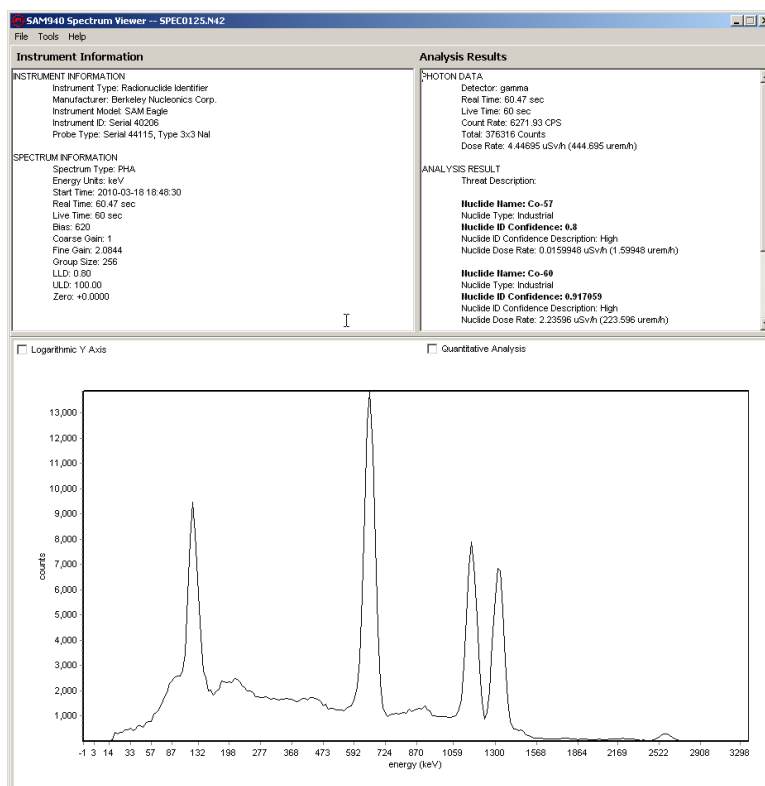 SAM940 Spectrum Viewer -- SPEC0125.N42
File Tools Help
Instrument Information
INSTRUMENT INFORMATION
Instrument Type: Radionuclide Identifier
Manufacturer: Berkeley Nucleonics Corp.
Instrument Model: SAM Eagle
Instrument ID: Serial 40206
Probe Type: Serial 44115, Type 3x3 NaI
SPECTRUM INFORMATION
Spectrum Type: PHA
Energy Units: keV
Start Time: 2010-03-18 18:48:30
Real Time: 60.47 sec
Live Time: 60 sec
Bias: 620
Coarse Gain: 1
Fine Gain: 2.0844
Group Size: 256
LLD: 0.80
ULD: 100.00
Zero: +0.0000
Analysis Results
PHOTON DATA
Detector: gamma
Real Time: 60.47 sec
Live Time: 60 sec
Count Rate: 6271.93 CPS
Total: 376316 Counts
Dose Rate: 4.44695 uSv/h (444.695 urem/h)
ANALYSIS RESULT
Threat Description:
Nuclide Name: Co-57
Nuclide Type: Industrial
Nuclide ID Confidence: 0.8
Nuclide ID Confidence Description: High
Nuclide Dose Rate: 0.0159948 uSv/h (1.59948 urem/h)
Nuclide Name: Co-60
Nuclide Type: Industrial
Nuclide ID Confidence: 0.917059
Nuclide ID Confidence Description: High
Nuclide Dose Rate: 2.23596 uSv/h (223.596 urem/h)
Logarithmic Y Axis
Quantitative Analysis
13,000
12,000
11,000
10,000
9,000
8,000
7,000
6,000
5,000
4,000
3,000
2,000
1,000
counts
-1 3 14 33 57 87 132 198 277 368 473 592 724 870 1059 1300 1568 1864 2169 2522 2908 3298
energy (keV)